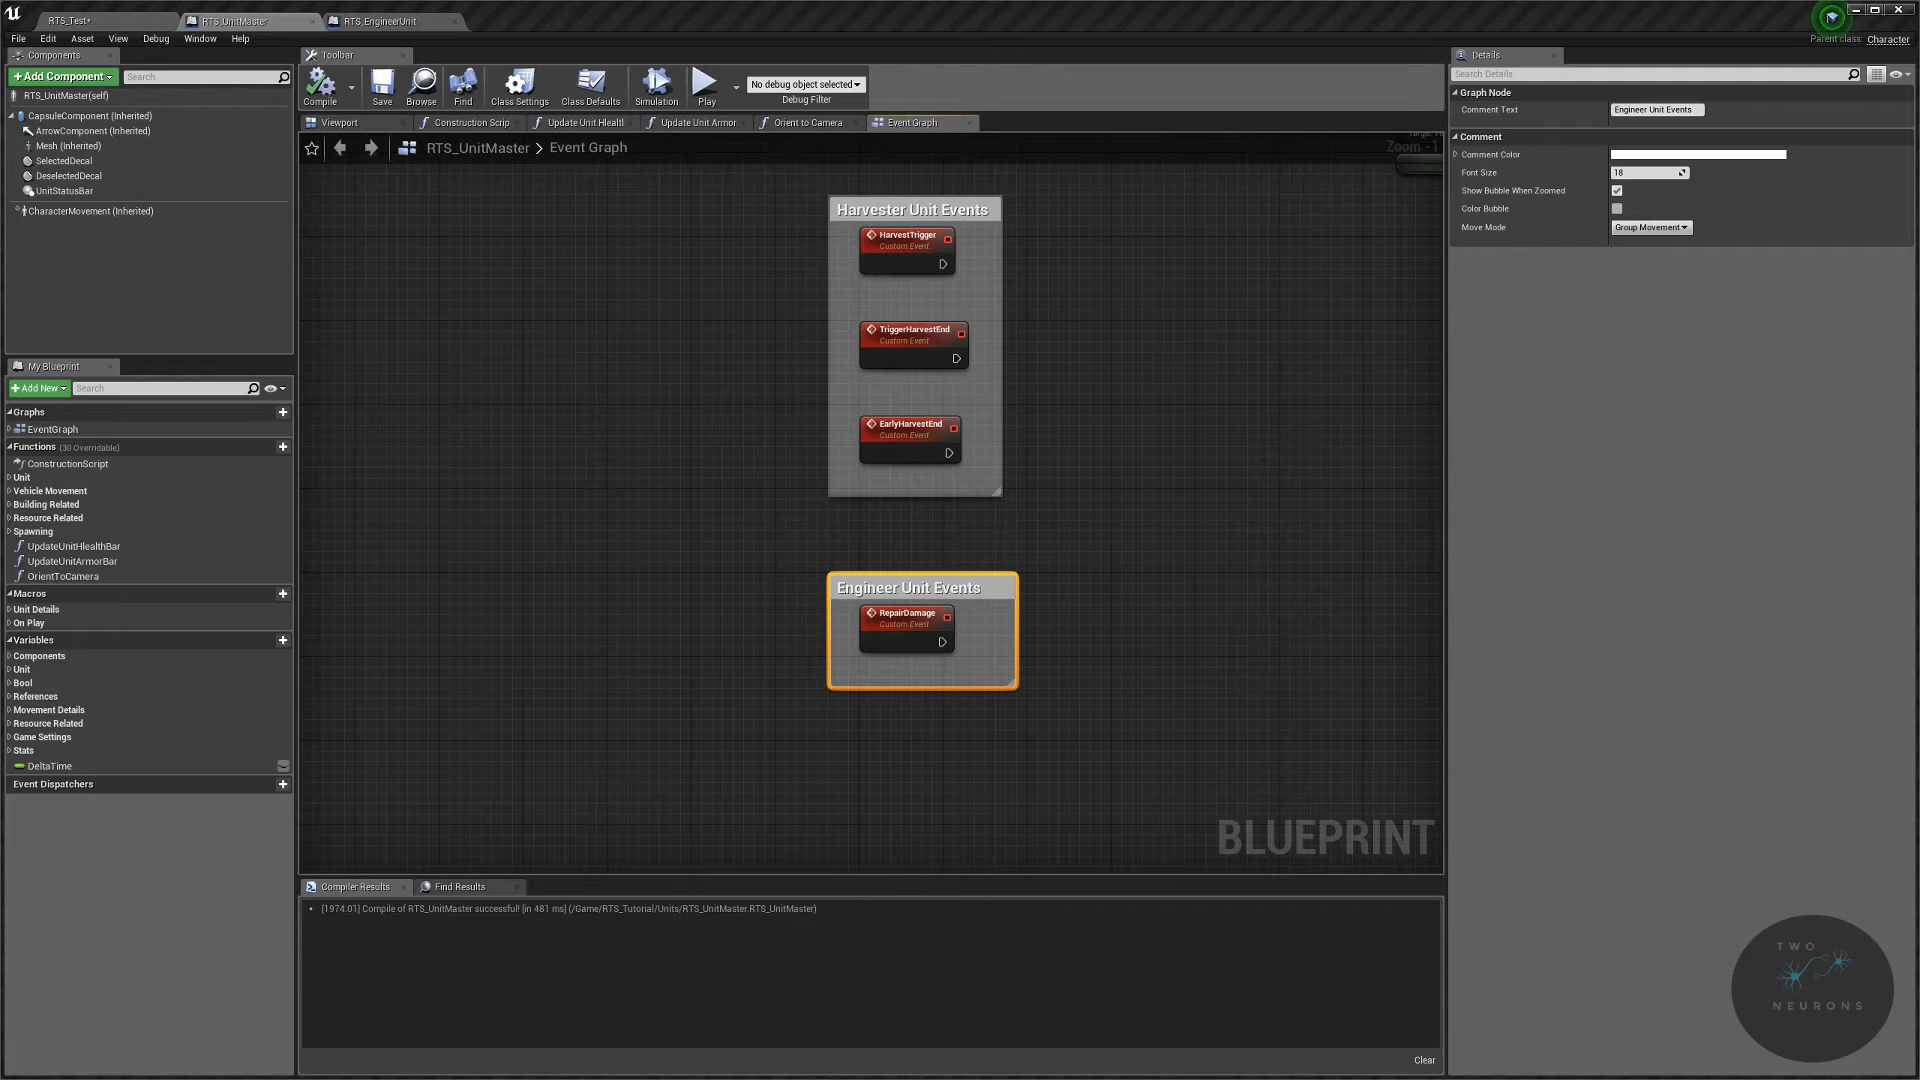 RTS_Test*
RTS_UnitMaster
RTS_EngineerUnit
File
Edit
Asset
View
Debug
Window
Help
Parent class: Character
Components
+Add Component
Search
RTS_UnitMaster(self)
CapsuleComponent (Inherited)
ArrowComponent (Inherited)
Mesh (Inherited)
SelectedDecal
DeselectedDecal
UnitStatusBar
CharacterMovement (Inherited)
My Blueprint
+Add New
Search
Graphs
EventGraph
Functions (30 Overridable)
ConstructionScript
Unit
Vehicle Movement
Building Related
Resource Related
Spawning
UpdateUnitHlealthBar
UpdateUnitArmorBar
OrientToCamera
Macros
Unit Details
On Play
Variables
Components
Unit
Bool
References
Movement Details
Resource Related
Game Settings
Stats
DeltaTime
Event Dispatchers
Toolbar
Compile
Save
Browse
Find
Class Settings
Class Defaults
Simulation
Play
No debug object selected
Debug Filter
Viewport
Construction Scrip
Update Unit Hlealtl
Update Unit Armor
Orient to Camera
Event Graph
RTS_UnitMaster > Event Graph
Zoom -1
Harvester Unit Events
HarvestTrigger
Custom Event
TriggerHarvestEnd
Custom Event
EarlyHarvestEnd
Custom Event
Engineer Unit Events
RepairDamage
Custom Event
BLUEPRINT
Compiler Results
Find Results
[1974.01] Compile of RTS_UnitMaster successful! [in 481 ms] (/Game/RTS_Tutorial/Units/RTS_UnitMaster.RTS_UnitMaster)
Clear
Details
Search Details
Graph Node
Comment Text
Engineer Unit Events
Comment
Comment Color
Font Size
18
Show Bubble When Zoomed
Color Bubble
Move Mode
Group Movement
TWO
NEURONS